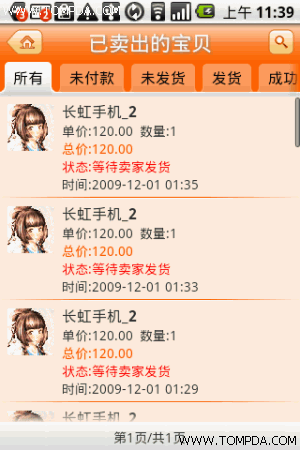 www.TOMPDA.com
3 2 上午 11:39
已卖出的宝贝
所有 未付款 未发货 发货 成功
长虹手机_2
单价:120.00 数量:1
总价:120.00
状态:等待卖家发货
时间:2009-12-01 01:35
长虹手机_2
单价:120.00 数量:1
总价:120.00
状态:等待卖家发货
时间:2009-12-01 01:33
长虹手机_2
单价:120.00 数量:1
总价:120.00
状态:等待卖家发货
时间:2009-12-01 01:29
长虹手机_2
第1页/共1页
www.TOMPDA.com